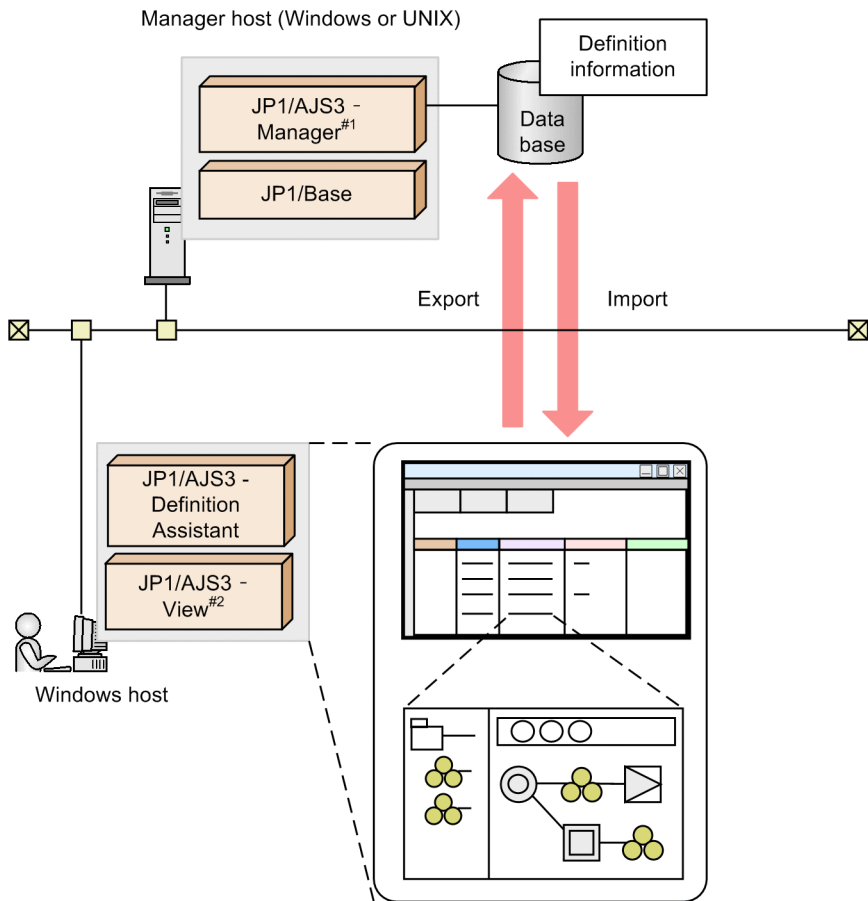 Manager host (Windows or UNIX)
Definition
information
JP1/AJS3 -
Manager#1
Data
base
JP1/Base
Export
Import
JP1/AJS3 -
Definition
Assistant
JP1/AJS3 -
View#2
Windows host